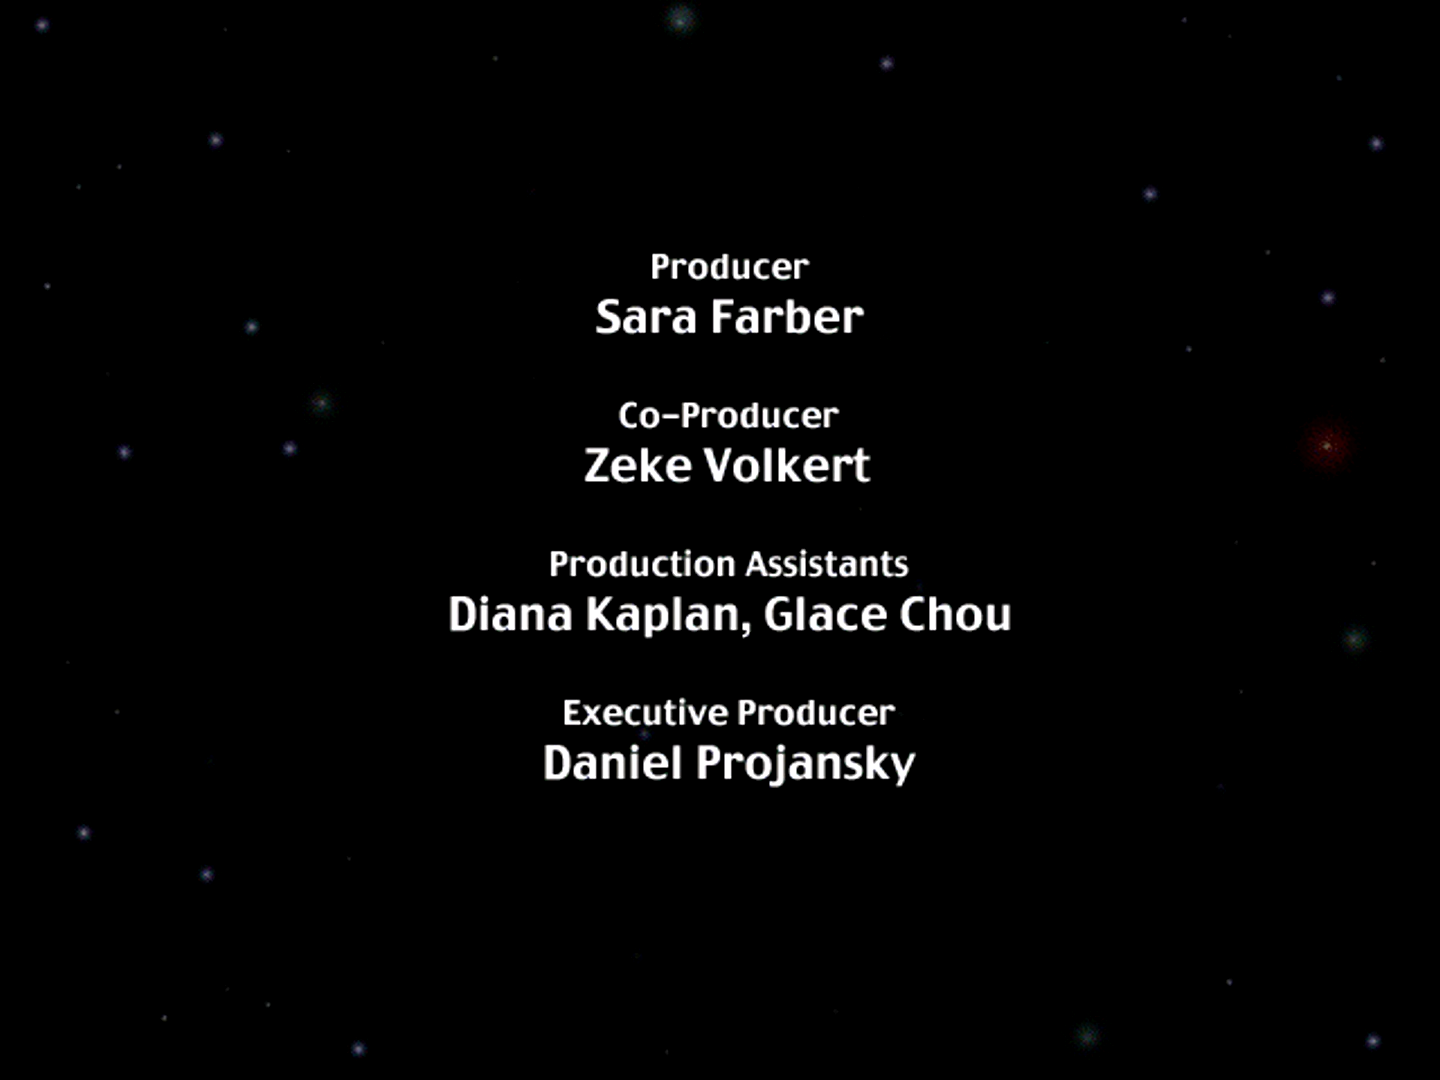 Producer
Sara Farber
Co-Producer
Zeke Volkert
Production Assistants
Diana Kaplan, Glace Chou
Executive Producer
Daniel Projansky